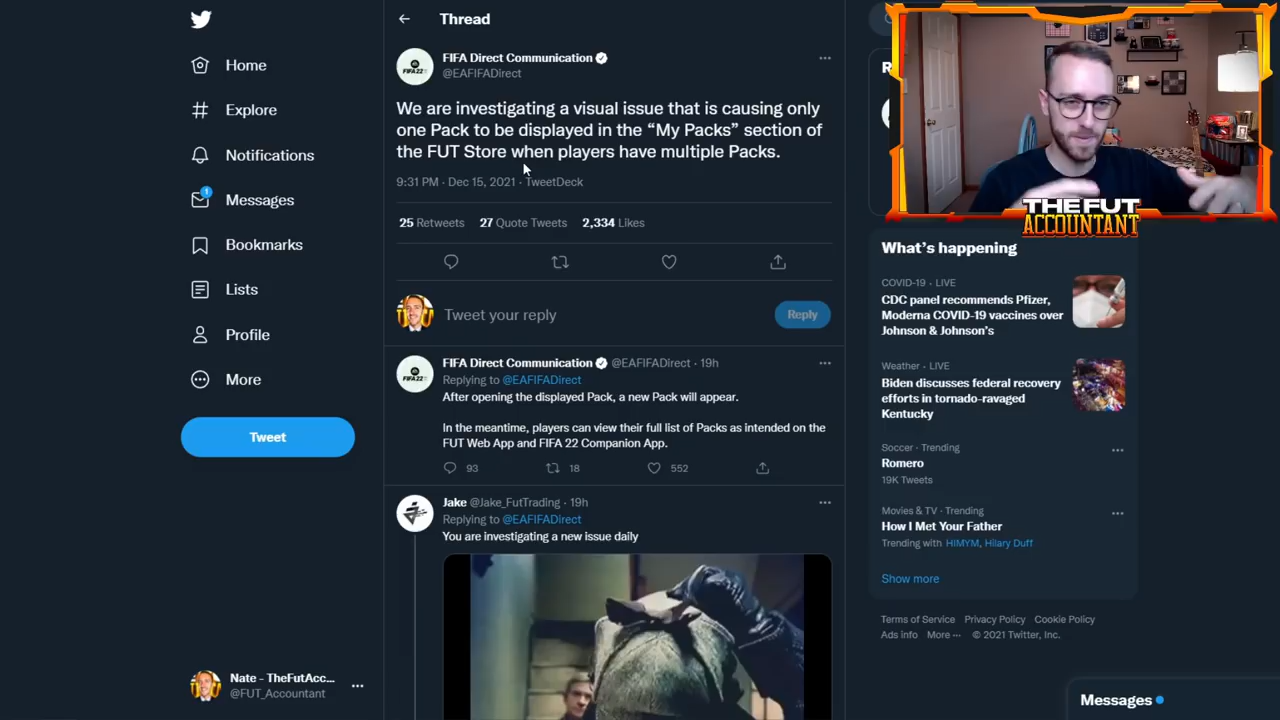 Home
Explore
Notifications
1
Messages
Bookmarks
Lists
Profile
More
Tweet
Nate - TheFutAcc...
@FUT_Accountant
Thread
FIFA 22
FIFA Direct Communication
@EAFIFADirect
We are investigating a visual issue that is causing only
one Pack to be displayed in the “My Packs” section of
the FUT Store when players have multiple Packs.
9:31 PM · Dec 15, 2021 · TweetDeck
25 Retweets 27 Quote Tweets 2,334 Likes
Tweet your reply
Reply
FIFA 22
FIFA Direct Communication @EAFIFADirect · 19h
Replying to @EAFIFADirect
After opening the displayed Pack, a new Pack will appear.
In the meantime, players can view their full list of Packs as intended on the
FUT Web App and FIFA 22 Companion App.
93 18 552
Jake @Jake_FutTrading · 19h
Replying to @EAFIFADirect
You are investigating a new issue daily
R
THE FUT
ACCOUNTANT
What’s happening
COVID-19 · LIVE
CDC panel recommends Pfizer,
Moderna COVID-19 vaccines over
Johnson & Johnson’s
Weather · LIVE
Biden discusses federal recovery
efforts in tornado-ravaged
Kentucky
Soccer · Trending
Romero
19K Tweets
Movies & TV · Trending
How I Met Your Father
Trending with HIMYM, Hilary Duff
Show more
Terms of Service Privacy Policy Cookie Policy
Ads info More ··· © 2021 Twitter, Inc.
Messages